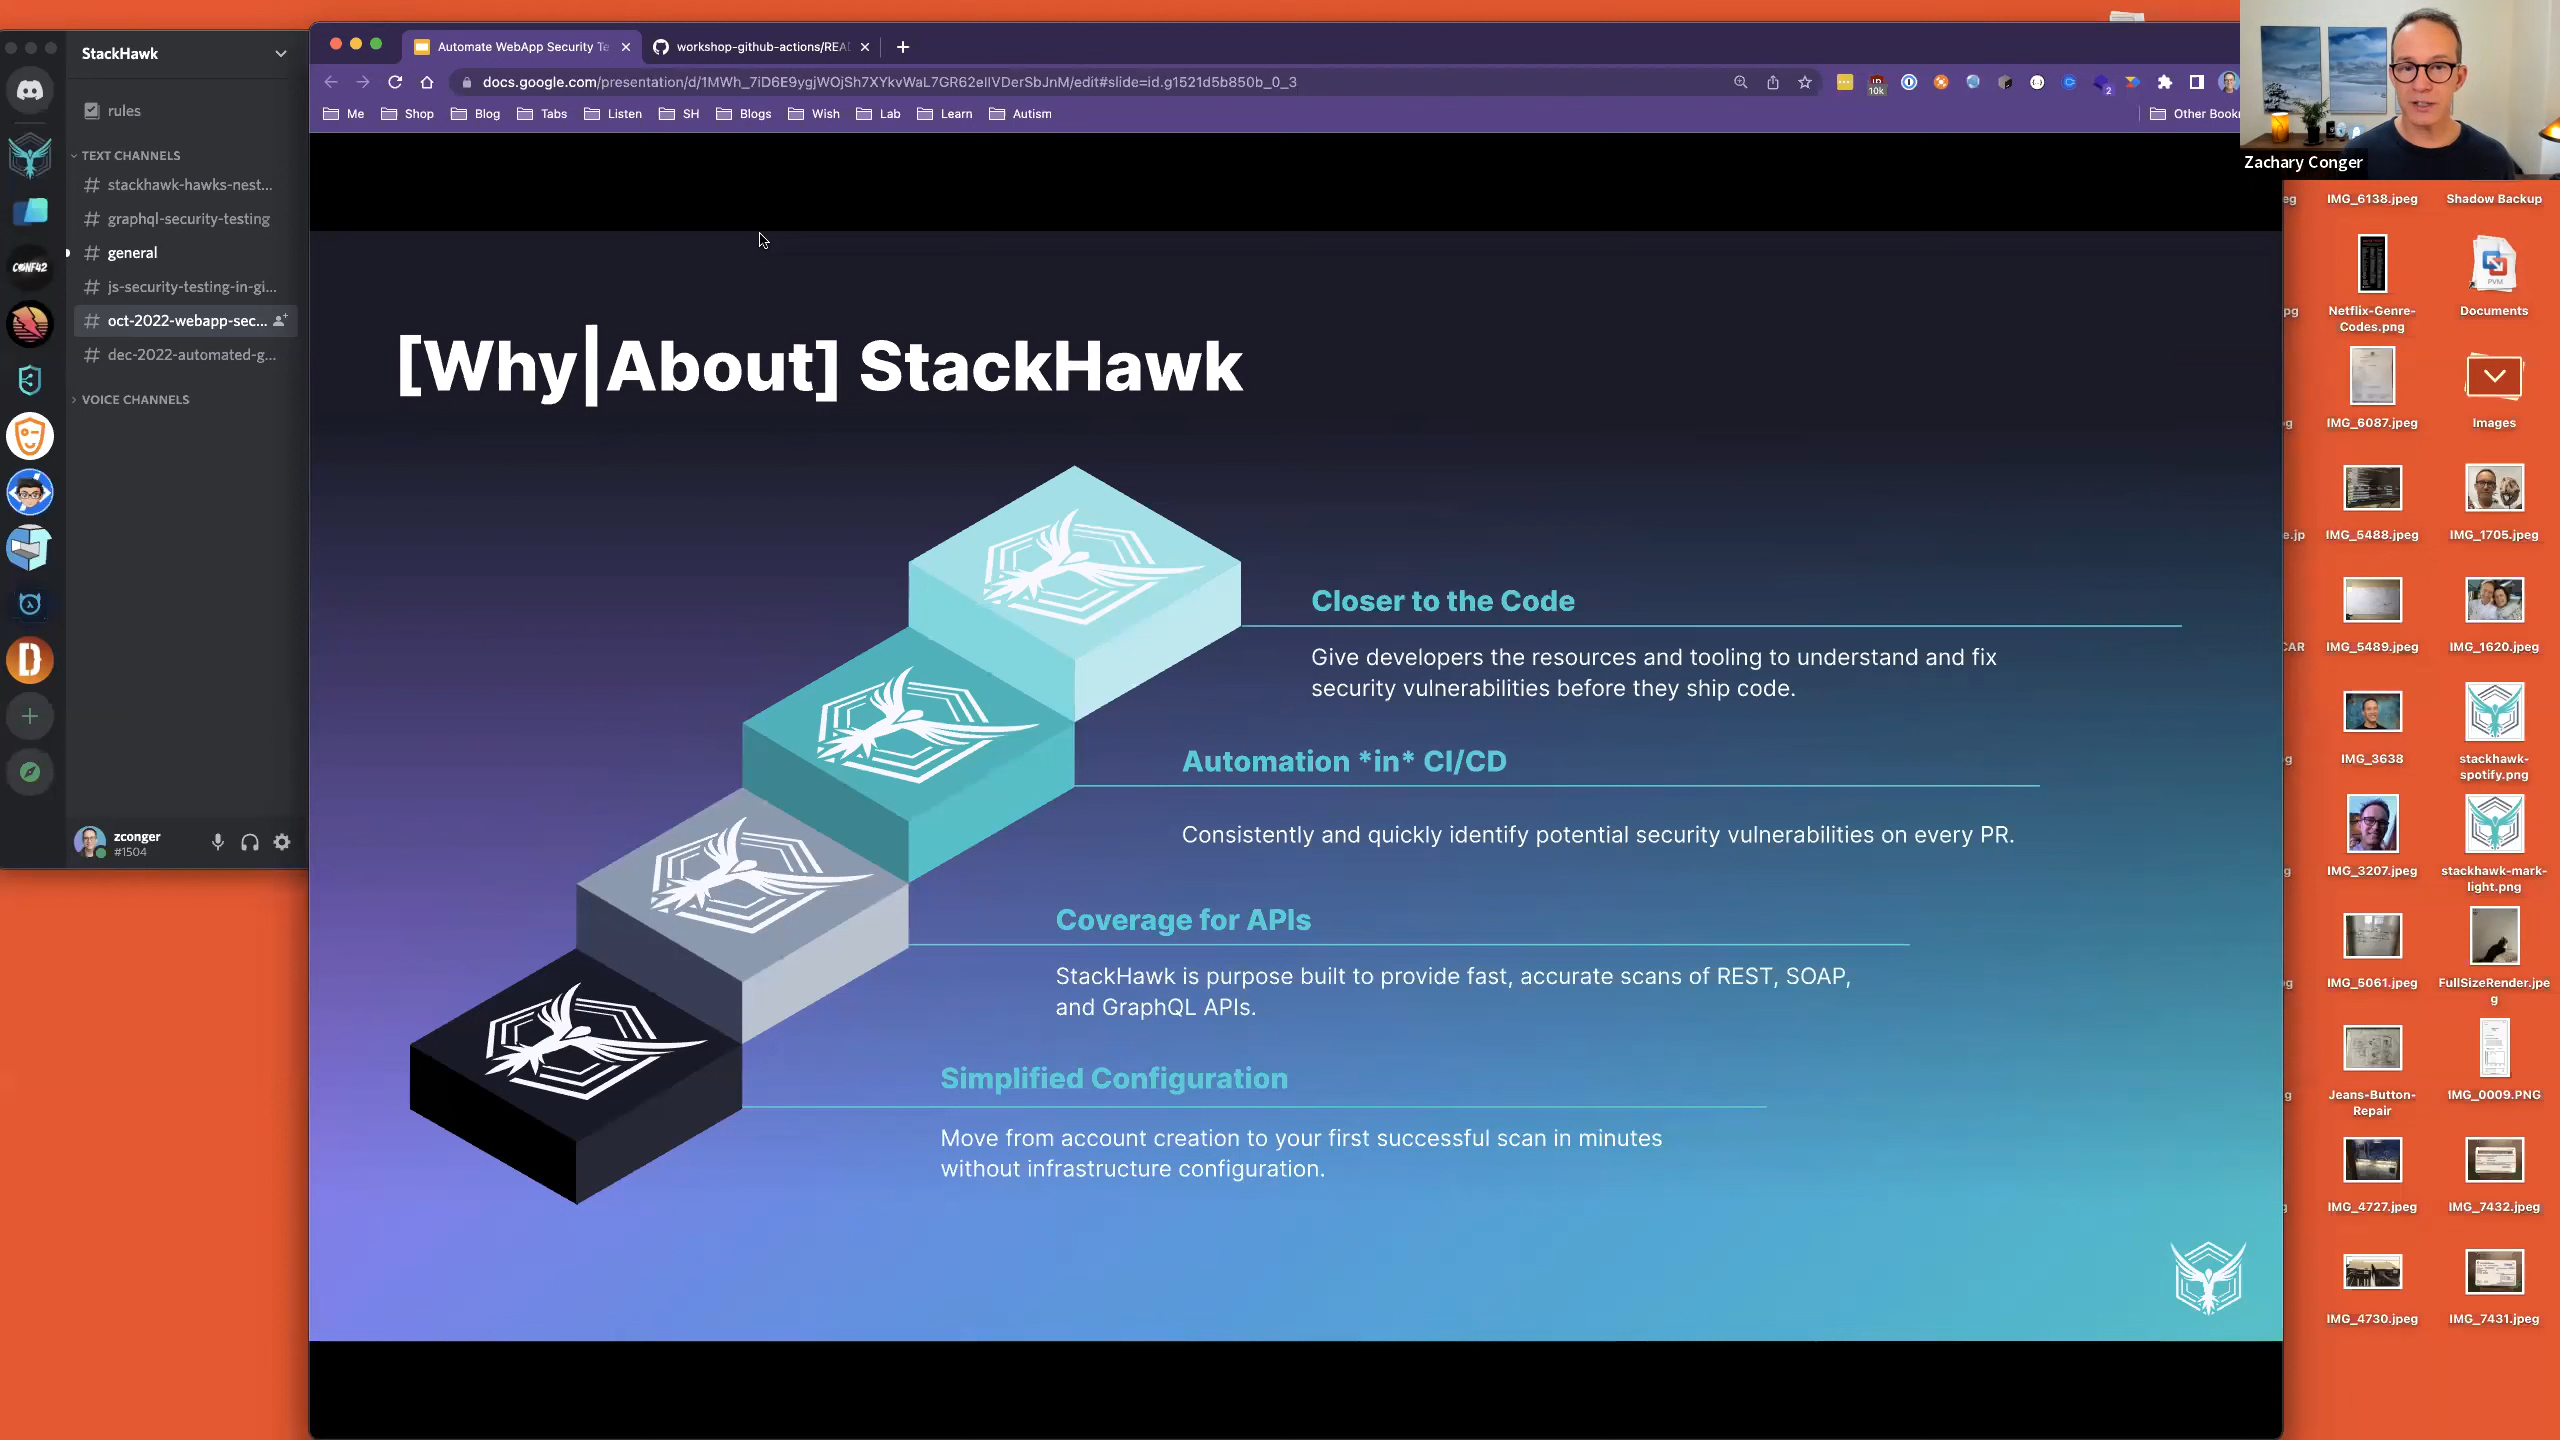 StackHawk
rules
TEXT CHANNELS
# stackhawk-hawks-nest...
# graphql-security-testing
# general
# js-security-testing-in-gi...
# oct-2022-webapp-sec...
# dec-2022-automated-g...
VOICE CHANNELS
CONF42
zconger
#1504
Automate WebApp Security Te
workshop-github-actions/REA
docs.google.com/presentation/d/1MWh_7iD6E9ygjWOjSh7XYkvWaL7GR62eIIVDerSbJnM/edit#slide=id.g1521d5b850b_0_3
10k
2
Me
Shop
Blog
Tabs
Listen
SH
Blogs
Wish
Lab
Learn
Autism
Other Book
Zachary Conger
[Why|About] StackHawk
Closer to the Code
Give developers the resources and tooling to understand and fix
security vulnerabilities before they ship code.
Automation *in* CI/CD
Consistently and quickly identify potential security vulnerabilities on every PR.
Coverage for APIs
StackHawk is purpose built to provide fast, accurate scans of REST, SOAP,
and GraphQL APIs.
Simplified Configuration
Move from account creation to your first successful scan in minutes
without infrastructure configuration.
IMG_6138.jpeg
Shadow Backup
Netflix-Genre-
Codes.png
PVM
Documents
IMG_6087.jpeg
Images
IMG_5488.jpeg
IMG_1705.jpeg
IMG_5489.jpeg
IMG_1620.jpeg
IMG_3638
stackhawk-
spotify.png
IMG_3207.jpeg
stackhawk-mark-
light.png
IMG_5061.jpeg
FullSizeRender.jpe
g
Jeans-Button-
Repair
IMG_0009.PNG
IMG_4727.jpeg
IMG_7432.jpeg
IMG_4730.jpeg
IMG_7431.jpeg